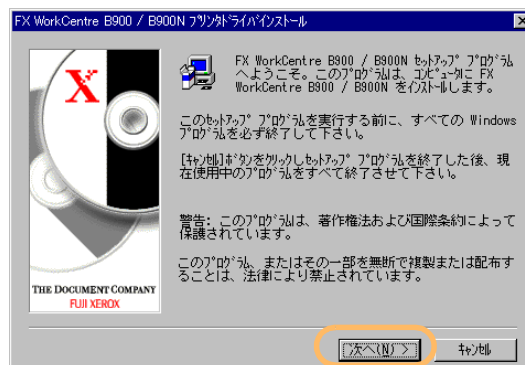 FX WorkCentre B900 / B900N ﾌﾟﾘﾝﾀﾄﾞﾗｲﾊﾞｲﾝｽﾄｰﾙ
FX WorkCentre B900 / B900N ｾｯﾄｱｯﾌﾟ ﾌﾟﾛｸﾞﾗﾑ
へようこそ。このﾌﾟﾛｸﾞﾗﾑは、ｺﾝﾋﾟｭｰﾀに FX
WorkCentre B900 / B900N をｲﾝｽﾄｰﾙします。
このｾｯﾄｱｯﾌﾟ ﾌﾟﾛｸﾞﾗﾑを実行する前に、すべての Windows
ﾌﾟﾛｸﾞﾗﾑを必ず終了して下さい。
[ｷｬﾝｾﾙ]ﾎﾞﾀﾝをｸﾘｯｸしｾｯﾄｱｯﾌﾟ ﾌﾟﾛｸﾞﾗﾑを終了した後、現
在使用中のﾌﾟﾛｸﾞﾗﾑをすべて終了させて下さい。
警告: このﾌﾟﾛｸﾞﾗﾑは、著作権法および国際条約によって
保護されています。
このﾌﾟﾛｸﾞﾗﾑ、またはその一部を無断で複製または配布す
ることは、法律により禁止されています。
X
THE DOCUMENT COMPANY
FUJI XEROX
次へ(N) >
ｷｬﾝｾﾙ